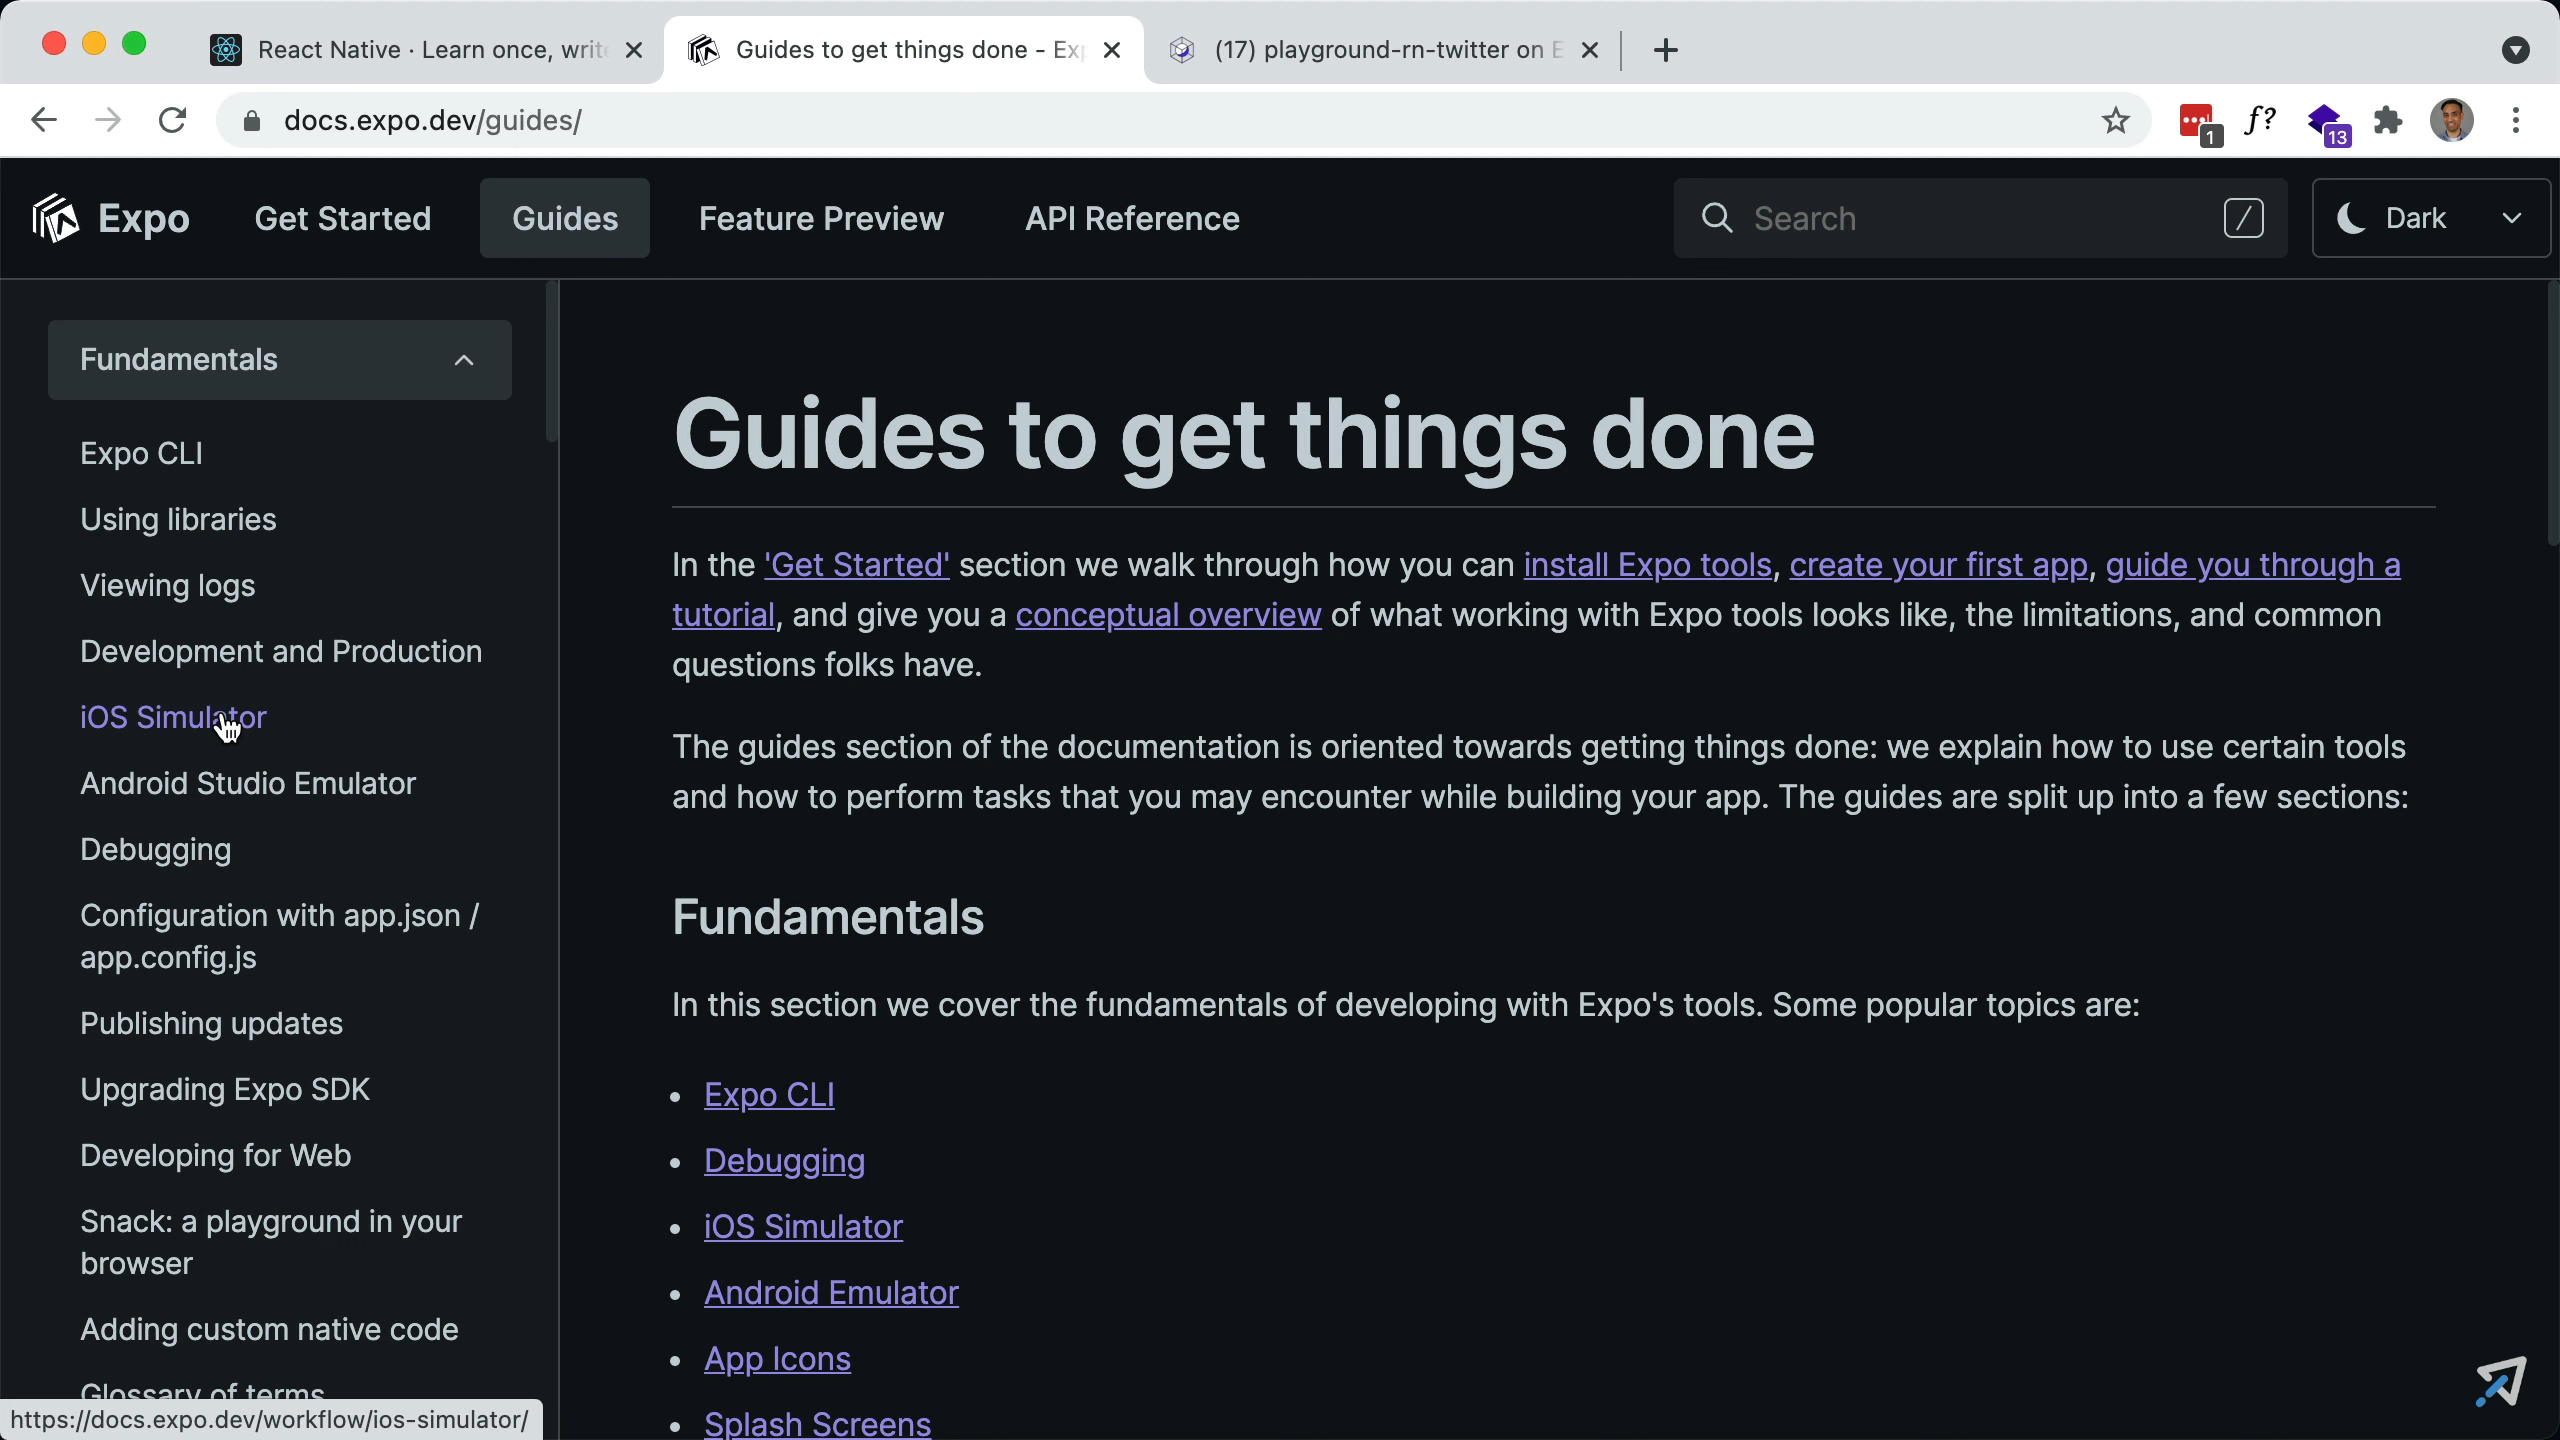 React Native · Learn once, write
Guides to get things done - Exp
(17) playground-rn-twitter on E
docs.expo.dev/guides/
1
f?
13
Expo
Get Started
Guides
Feature Preview
API Reference
Search
/
Dark
Fundamentals
Expo CLI
Using libraries
Viewing logs
Development and Production
iOS Simulator
Android Studio Emulator
Debugging
Configuration with app.json /
app.config.js
Publishing updates
Upgrading Expo SDK
Developing for Web
Snack: a playground in your
browser
Adding custom native code
Glossary of terms
https://docs.expo.dev/workflow/ios-simulator/
Guides to get things done
In the 'Get Started' section we walk through how you can install Expo tools, create your first app, guide you through a
tutorial, and give you a conceptual overview of what working with Expo tools looks like, the limitations, and common
questions folks have.
The guides section of the documentation is oriented towards getting things done: we explain how to use certain tools
and how to perform tasks that you may encounter while building your app. The guides are split up into a few sections:
Fundamentals
In this section we cover the fundamentals of developing with Expo's tools. Some popular topics are:
• Expo CLI
• Debugging
• iOS Simulator
• Android Emulator
• App Icons
• Splash Screens